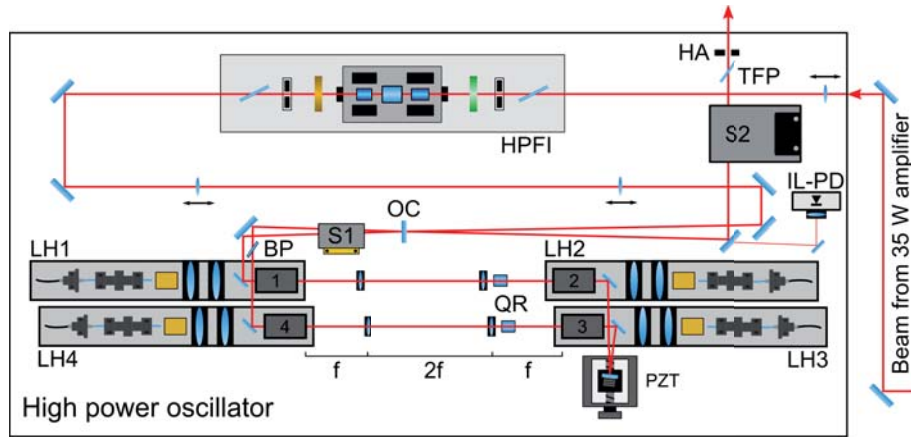 HA
TFP
S2
HPFI
IL-PD
OC
S1
LH1
BP
LH2
1
2
QR
4
3
LH4
LH3
f
2f
f
PZT
High power oscillator
Beam from 35 W amplifier